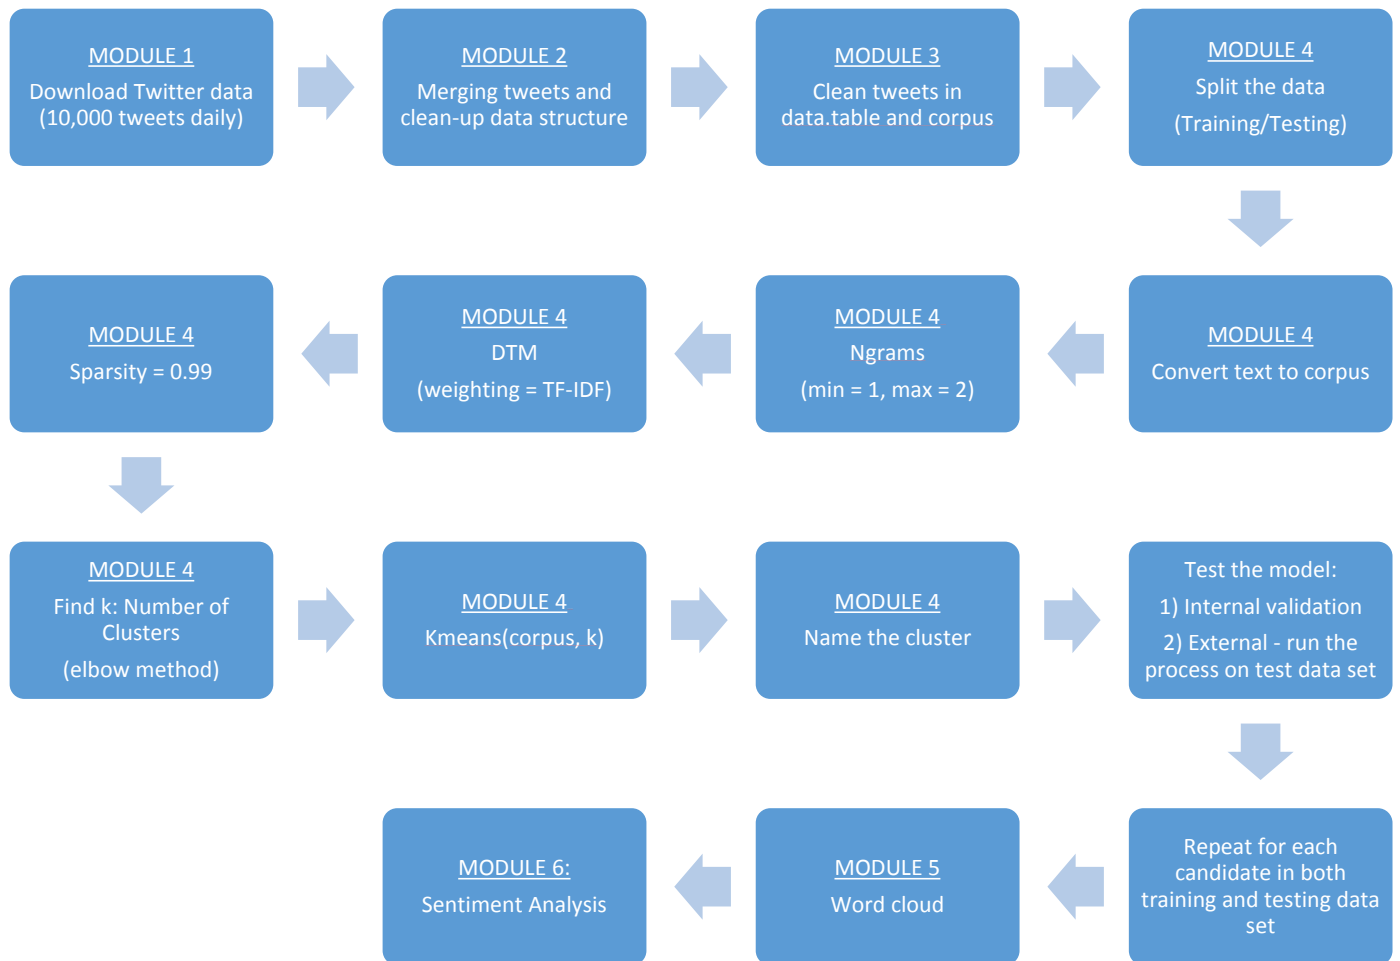 MODULE 1
Download Twitter data
(10,000 tweets daily)
MODULE 2
Merging tweets and
clean-up data structure
MODULE 3
Clean tweets in
data.table and corpus
MODULE 4
Split the data
(Training/Testing)
MODULE 4
Convert text to corpus
MODULE 4
Ngrams
(min = 1, max = 2)
MODULE 4
DTM
(weighting = TF-IDF)
MODULE 4
Sparsity = 0.99
MODULE 4
Find k: Number of
Clusters
(elbow method)
MODULE 4
Kmeans(corpus, k)
MODULE 4
Name the cluster
Test the model:
1) Internal validation
2) External - run the
process on test data set
Repeat for each
candidate in both
training and testing data
set
MODULE 5
Word cloud
MODULE 6:
Sentiment Analysis